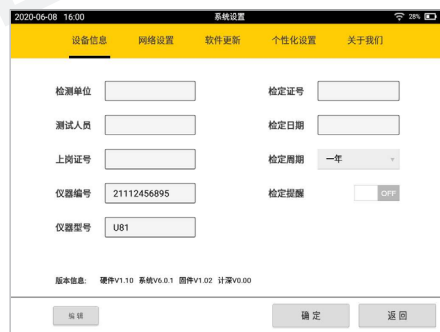 2020-06-08 16:00 系统设置 28%
设备信息 网络设置 软件更新 个性化设置 关于我们
检测单位 检定证号
测试人员 检定日期
上岗证号 检定周期 一年
仪器编号 21112456895 检定提醒 OFF
仪器型号 U81
版本信息: 硬件V1.10 系统V6.0.1 固件V1.02 计深V0.00
编辑 确定 返回